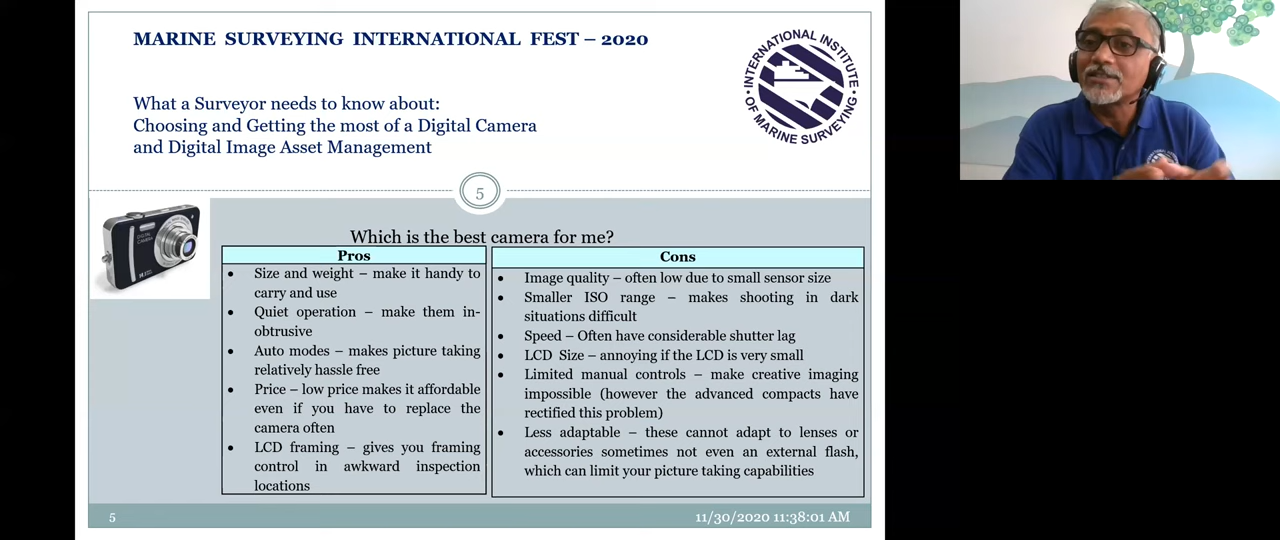 MARINE SURVEYING INTERNATIONAL FEST – 2020
INTERNATIONAL INSTITUTE
• OF MARINE SURVEYING •
What a Surveyor needs to know about:
Choosing and Getting the most of a Digital Camera
and Digital Image Asset Management
5
DIGITAL
CAMERA
Which is the best camera for me?
Pros
• Size and weight – make it handy to
carry and use
• Quiet operation – make them in-
obtrusive
• Auto modes – makes picture taking
relatively hassle free
• Price – low price makes it affordable
even if you have to replace the
camera often
• LCD framing – gives you framing
control in awkward inspection
locations
Cons
• Image quality – often low due to small sensor size
• Smaller ISO range – makes shooting in dark
situations difficult
• Speed – Often have considerable shutter lag
• LCD Size – annoying if the LCD is very small
• Limited manual controls – make creative imaging
impossible (however the advanced compacts have
rectified this problem)
• Less adaptable – these cannot adapt to lenses or
accessories sometimes not even an external flash,
which can limit your picture taking capabilities
5
11/30/2020 11:38:01 AM